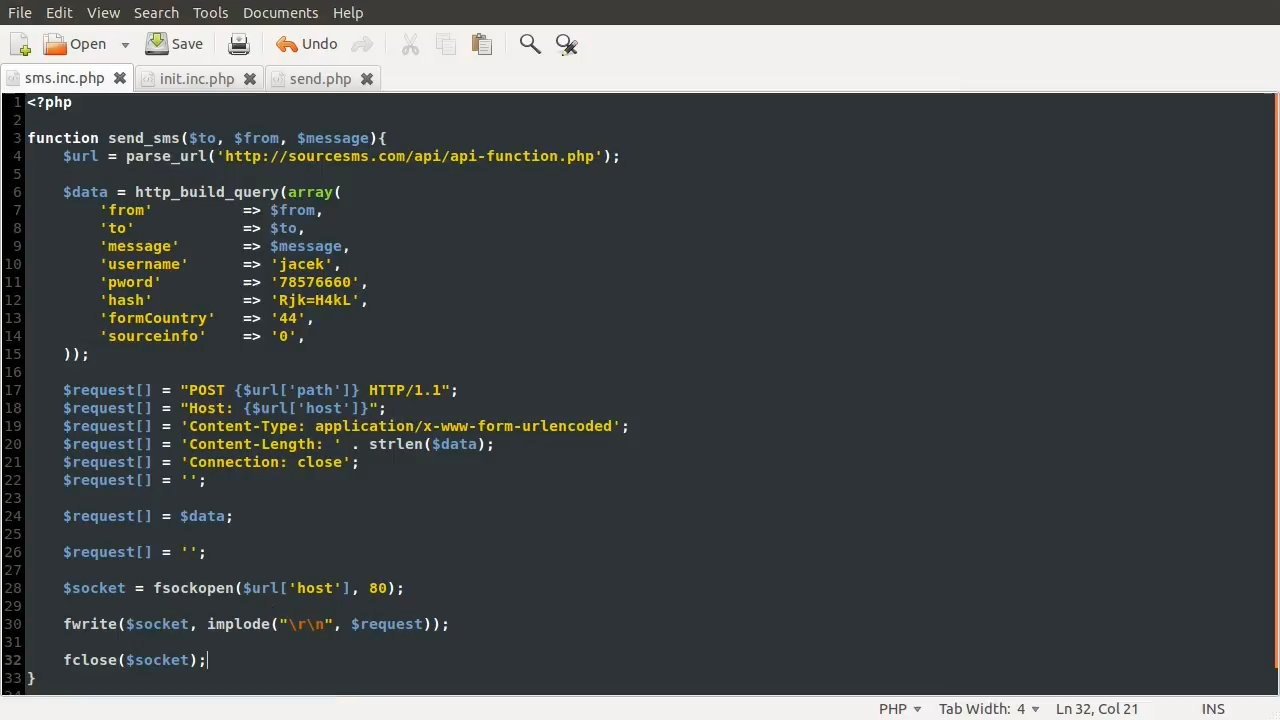 File Edit View Search Tools Documents Help
Open Save Undo
sms.inc.php init.inc.php send.php
1 <?php
2
3 function send_sms($to, $from, $message){
4     $url = parse_url('http://sourcesms.com/api/api-function.php');
5
6     $data = http_build_query(array(
7         'from'          => $from,
8         'to'            => $to,
9         'message'       => $message,
10         'username'      => 'jacek',
11         'pword'         => '78576660',
12         'hash'          => 'Rjk=H4kL',
13         'formCountry'   => '44',
14         'sourceinfo'    => '0',
15     ));
16
17     $request[] = "POST {$url['path']} HTTP/1.1";
18     $request[] = "Host: {$url['host']}";
19     $request[] = 'Content-Type: application/x-www-form-urlencoded';
20     $request[] = 'Content-Length: ' . strlen($data);
21     $request[] = 'Connection: close';
22     $request[] = '';
23
24     $request[] = $data;
25
26     $request[] = '';
27
28     $socket = fsockopen($url['host'], 80);
29
30     fwrite($socket, implode("\r\n", $request));
31
32     fclose($socket);
33 }
PHP Tab Width: 4 Ln 32, Col 21 INS